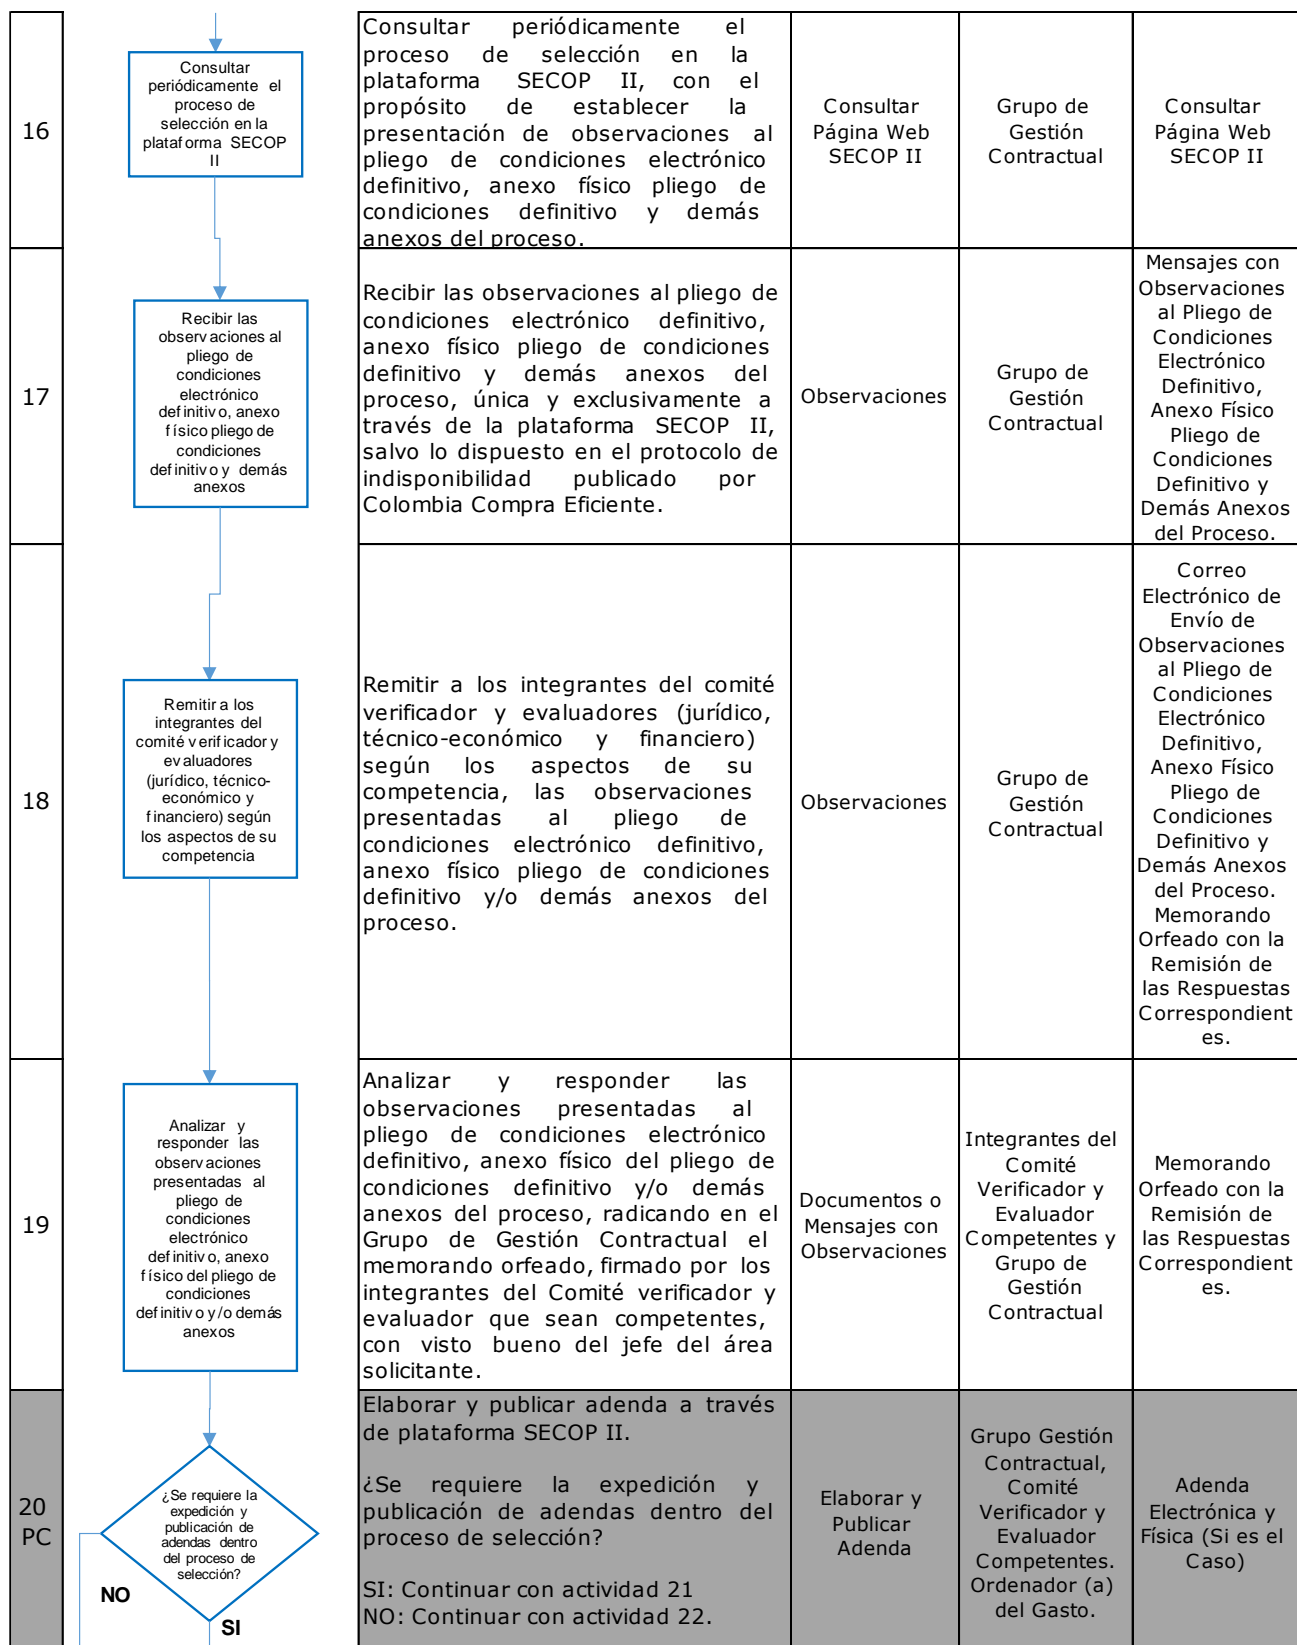 16
Consultar
periódicamente el
proceso de
selección en la
plataforma SECOP
II
Consultar periódicamente el
proceso de selección en la
plataforma SECOP II, con el
propósito de establecer la
presentación de observaciones al
pliego de condiciones electrónico
definitivo, anexo físico pliego de
condiciones definitivo y demás
anexos del proceso.
Consultar
Página Web
SECOP II
Grupo de
Gestión
Contractual
Consultar
Página Web
SECOP II
17
Recibir las
observaciones al
pliego de
condiciones
electrónico
definitivo, anexo
físico pliego de
condiciones
definitivo y demás
anexos
Recibir las observaciones al pliego de
condiciones electrónico definitivo,
anexo físico pliego de condiciones
definitivo y demás anexos del
proceso, única y exclusivamente a
través de la plataforma SECOP II,
salvo lo dispuesto en el protocolo de
indisponibilidad publicado por
Colombia Compra Eficiente.
Observaciones
Grupo de
Gestión
Contractual
Mensajes con
Observaciones
al Pliego de
Condiciones
Electrónico
Definitivo,
Anexo Físico
Pliego de
Condiciones
Definitivo y
Demás Anexos
del Proceso.
18
Remitir a los
integrantes del
comité verificador y
evaluadores
(jurídico, técnico-
económico y
financiero) según
los aspectos de su
competencia
Remitir a los integrantes del comité
verificador y evaluadores (jurídico,
técnico-económico y financiero)
según los aspectos de su
competencia, las observaciones
presentadas al pliego de
condiciones electrónico definitivo,
anexo físico pliego de condiciones
definitivo y/o demás anexos del
proceso.
Observaciones
Grupo de
Gestión
Contractual
Correo
Electrónico de
Envío de
Observaciones
al Pliego de
Condiciones
Electrónico
Definitivo,
Anexo Físico
Pliego de
Condiciones
Definitivo y
Demás Anexos
del Proceso.
Memorando
Orfeado con la
Remisión de
las Respuestas
Correspondient
es.
19
Analizar y
responder las
observaciones
presentadas al
pliego de
condiciones
electrónico
definitivo, anexo
físico del pliego de
condiciones
definitivo y/o demás
anexos
Analizar y responder las
observaciones presentadas al
pliego de condiciones electrónico
definitivo, anexo físico del pliego de
condiciones definitivo y/o demás
anexos del proceso, radicando en el
Grupo de Gestión Contractual el
memorando orfeado, firmado por los
integrantes del Comité verificador y
evaluador que sean competentes,
con visto bueno del jefe del área
solicitante.
Documentos o
Mensajes con
Observaciones
Integrantes del
Comité
Verificador y
Evaluador
Competentes y
Grupo de
Gestión
Contractual
Memorando
Orfeado con la
Remisión de
las Respuestas
Correspondient
es.
20
PC
¿Se requiere la
expedición y
publicación de
adendas dentro
del proceso de
selección?
NO
SI
Elaborar y publicar adenda a través
de plataforma SECOP II.
¿Se requiere la expedición y
publicación de adendas dentro del
proceso de selección?
SI: Continuar con actividad 21
NO: Continuar con actividad 22.
Elaborar y
Publicar
Adenda
Grupo Gestión
Contractual,
Comité
Verificador y
Evaluador
Competentes.
Ordenador (a)
del Gasto.
Adenda
Electrónica y
Física (Si es el
Caso)